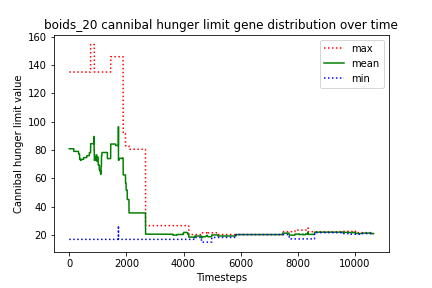 boids_20 cannibal hunger limit gene distribution over time
max
mean
min
Cannibal hunger limit value
160
140
120
100
80
60
40
20
0
2000
4000
6000
8000
10000
Timesteps